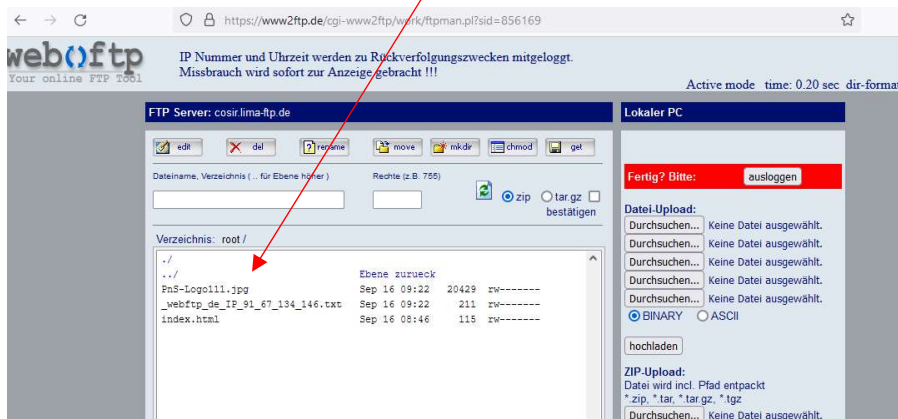 https://www2ftp.de/cgi-www2ftp/work/ftpman.pl?sid=856169
web()ftp
Your online FTP Tool
IP Nummer und Uhrzeit werden zu Rückverfolgungszwecken mitgeloggt.
Missbrauch wird sofort zur Anzeige gebracht !!!
Active mode time: 0.20 sec dir-format
FTP Server: cosir.lima-ftp.de
edit del rename move mkdir chmod get
Dateiname, Verzeichnis ( .. für Ebene höher ) Rechte (z.B. 755)
zip tar.gz
bestätigen
Verzeichnis: root /
./
../ Ebene zurueck
PnS-Logo111.jpg Sep 16 09:22 20429 rw-------
_webftp_de_IP_91_67_134_146.txt Sep 16 09:22 211 rw-------
index.html Sep 16 08:46 115 rw-------
Lokaler PC
Fertig? Bitte: ausloggen
Datei-Upload:
Durchsuchen... Keine Datei ausgewählt.
Durchsuchen... Keine Datei ausgewählt.
Durchsuchen... Keine Datei ausgewählt.
Durchsuchen... Keine Datei ausgewählt.
Durchsuchen... Keine Datei ausgewählt.
BINARY ASCII
hochladen
ZIP-Upload:
Datei wird incl. Pfad entpackt
*.zip, *.tar, *.tar.gz, *.tgz
Durchsuchen... Keine Datei ausgewählt.